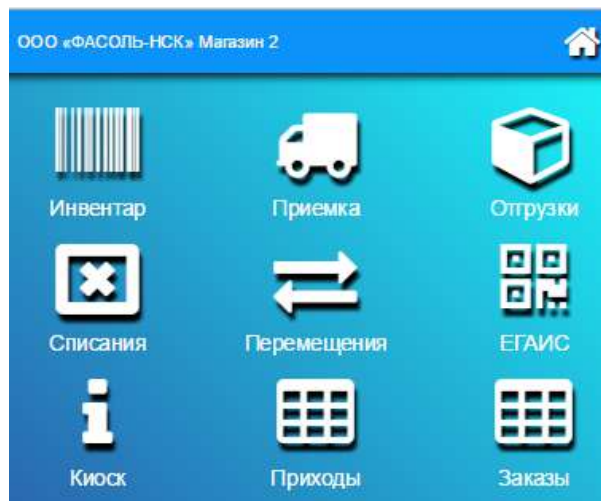 ООО «ФАСОЛЬ-НСК» Магазин 2
Инвентар Приемка Отгрузки
Списания Перемещения ЕГАИС
Киоск Приходы Заказы